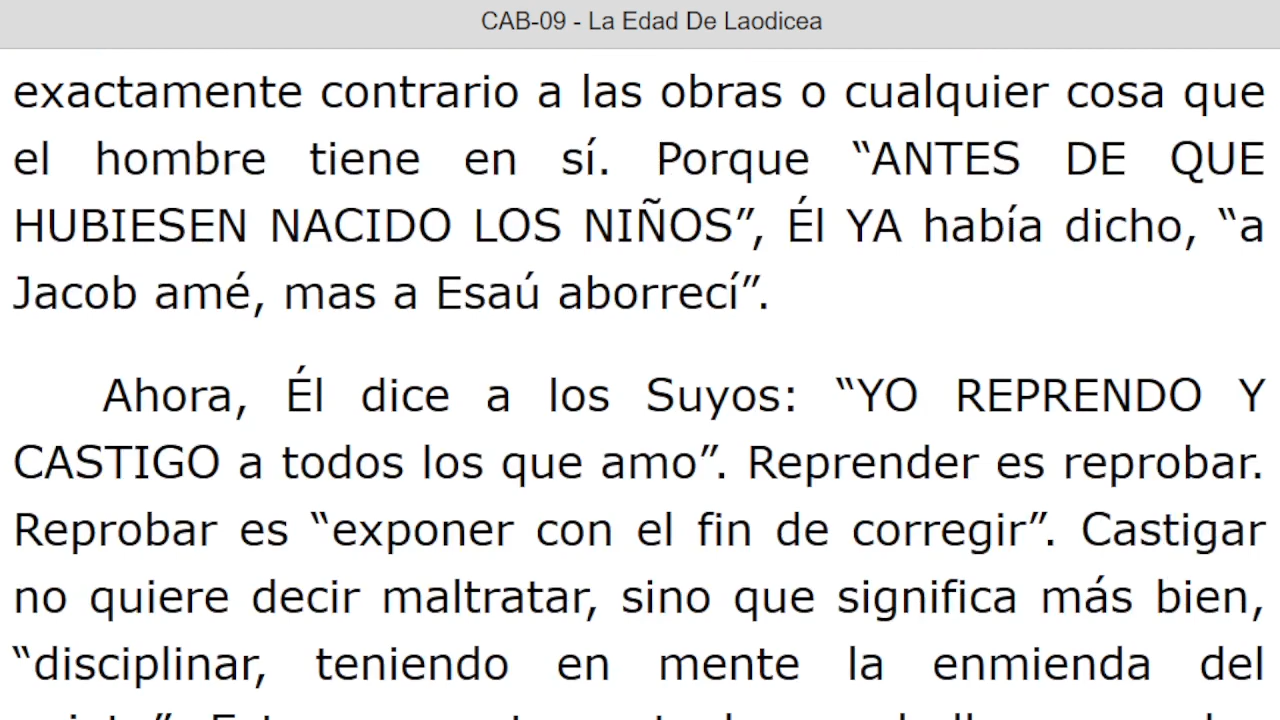 CAB-09 - La Edad De Laodicea
exactamente contrario a las obras o cualquier cosa que
el hombre tiene en sí. Porque “ANTES DE QUE
HUBIESEN NACIDO LOS NIÑOS”, Él YA había dicho, “a
Jacob amé, mas a Esaú aborrecí”.
Ahora, Él dice a los Suyos: “YO REPRENDO Y
CASTIGO a todos los que amo”. Reprender es reprobar.
Reprobar es “exponer con el fin de corregir”. Castigar
no quiere decir maltratar, sino que significa más bien,
“disciplinar, teniendo en mente la enmienda del